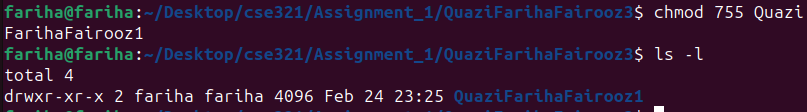 fariha@fariha:~/Desktop/cse321/Assignment_1/QuaziFarihaFairooz3$ chmod 755 Quazi
FarihaFairooz1
fariha@fariha:~/Desktop/cse321/Assignment_1/QuaziFarihaFairooz3$ ls -l
total 4
drwxr-xr-x 2 fariha fariha 4096 Feb 24 23:25 QuaziFarihaFairooz1